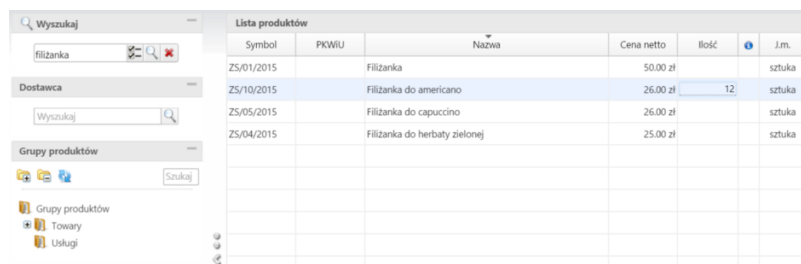 Wyszukaj
filiżanka
Dostawca
Wyszukaj
Grupy produktów
Szukaj
Grupy produktów
Towary
Usługi
Lista produktów
Symbol PKWiU Nazwa Cena netto Ilość J.m.
ZS/01/2015 Filiżanka 50.00 zł sztuka
ZS/10/2015 Filiżanka do americano 26.00 zł 12 sztuka
ZS/05/2015 Filiżanka do capuccino 26.00 zł sztuka
ZS/04/2015 Filiżanka do herbaty zielonej 25.00 zł sztuka